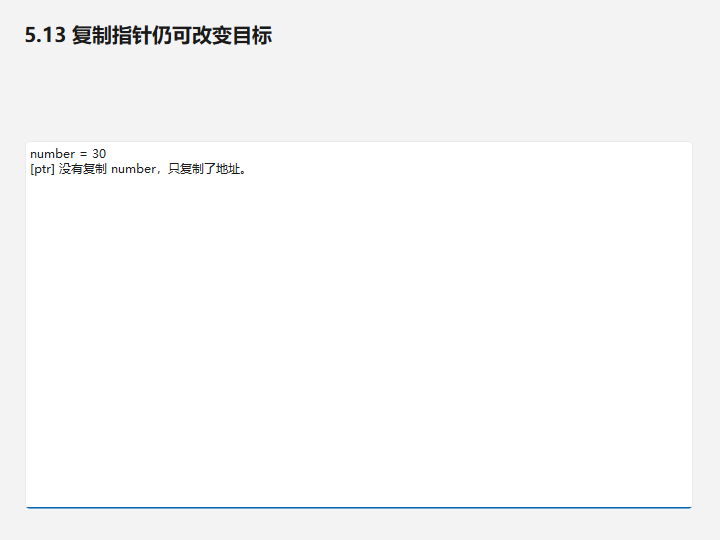 5.13 复制指针仍可改变目标
number = 30
[ptr] 没有复制 number，只复制了地址。